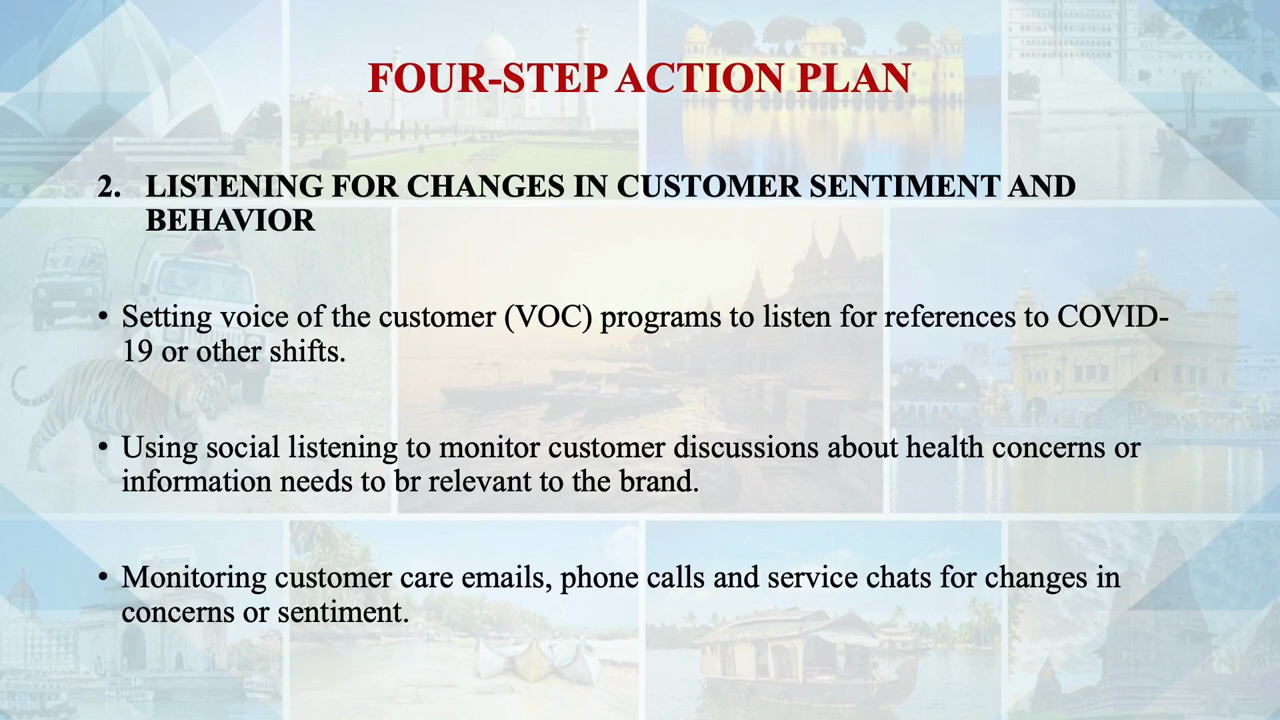 FOUR-STEP ACTION PLAN
2. LISTENING FOR CHANGES IN CUSTOMER SENTIMENT AND
BEHAVIOR
• Setting voice of the customer (VOC) programs to listen for references to COVID-
19 or other shifts.
• Using social listening to monitor customer discussions about health concerns or
information needs to br relevant to the brand.
• Monitoring customer care emails, phone calls and service chats for changes in
concerns or sentiment.